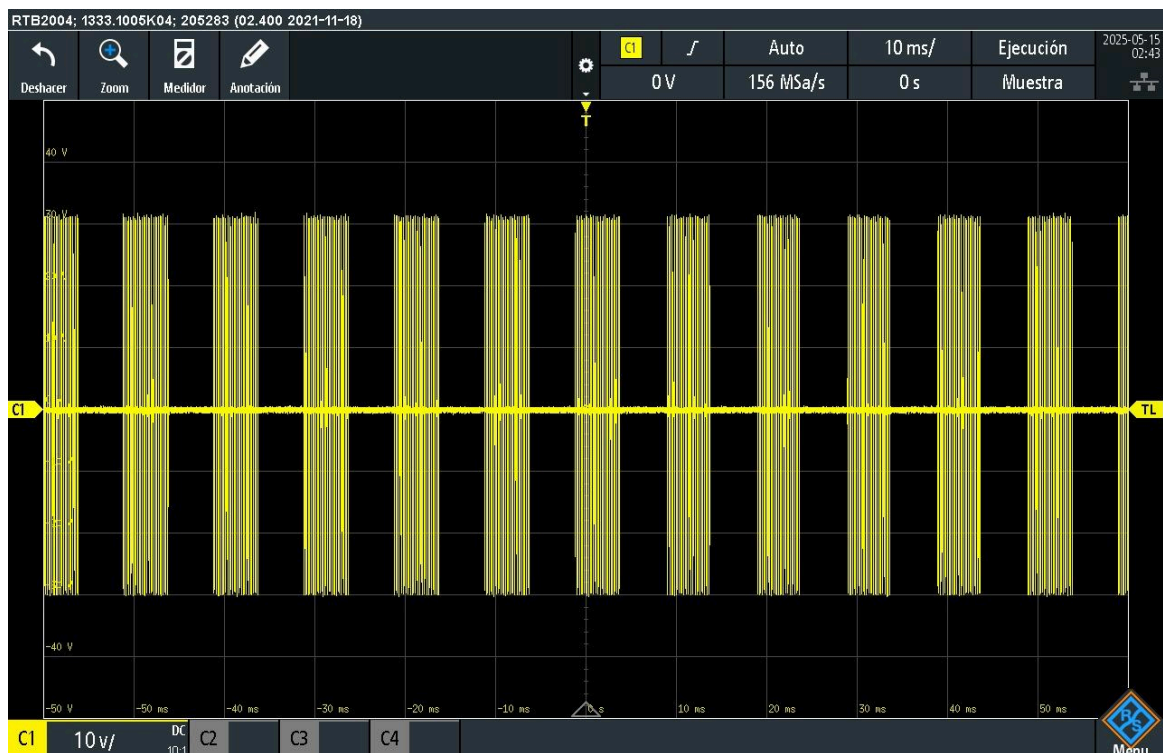 RTB2004; 1333.1005K04; 205283 (02.400 2021-11-18)
Deshacer Zoom Medidor Anotación
C1 Auto 10 ms/ Ejecución
0 V 156 MSa/s 0 s Muestra
2025-05-15
02:43
T
40 V
C1 TL
-40 V
-50 V -50 ms -40 ms -30 ms -20 ms -10 ms 0 s 10 ms 20 ms 30 ms 40 ms 50 ms
C1 10 V/ DC 10:1 C2 C3 C4
R&S
Menu